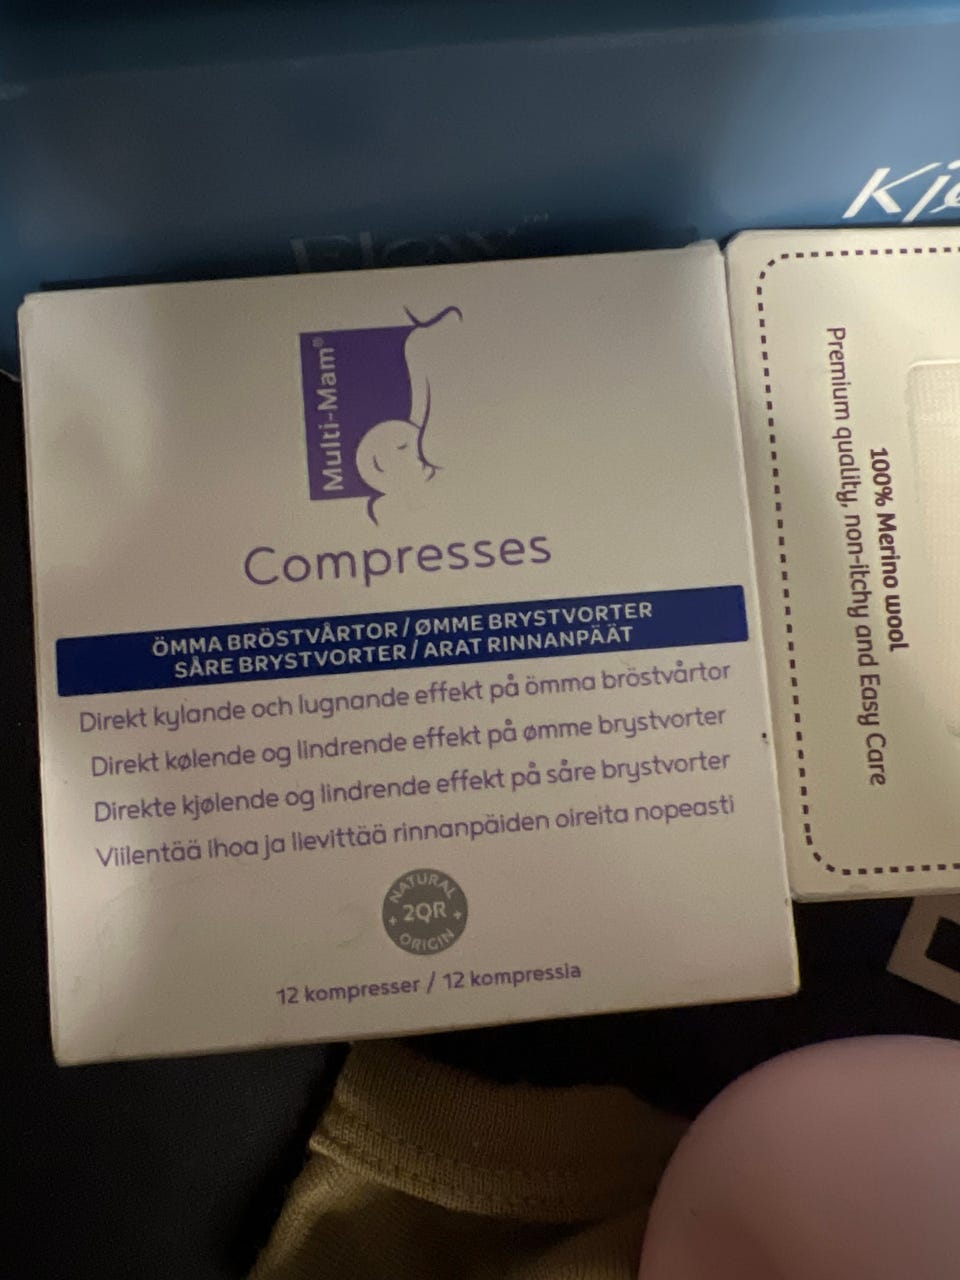 Kj
Flow™
Multi-Mam®
Compresses
ÖMMA BRÖSTVÅRTOR / ØMME BRYSTVORTER
SÅRE BRYSTVORTER / ARAT RINNANPÄÄT
Direkt kylande och lugnande effekt på ömma bröstvårtor
Direkt kølende og lindrende effekt på ømme brystvorter
Direkte kjølende og lindrende effekt på såre brystvorter
Viilentää ihoa ja lievittää rinnanpäiden oireita nopeasti
NATURAL
+ 2QR +
ORIGIN
12 kompresser / 12 kompressia
100% Merino wool
Premium quality, non-itchy and Easy Care